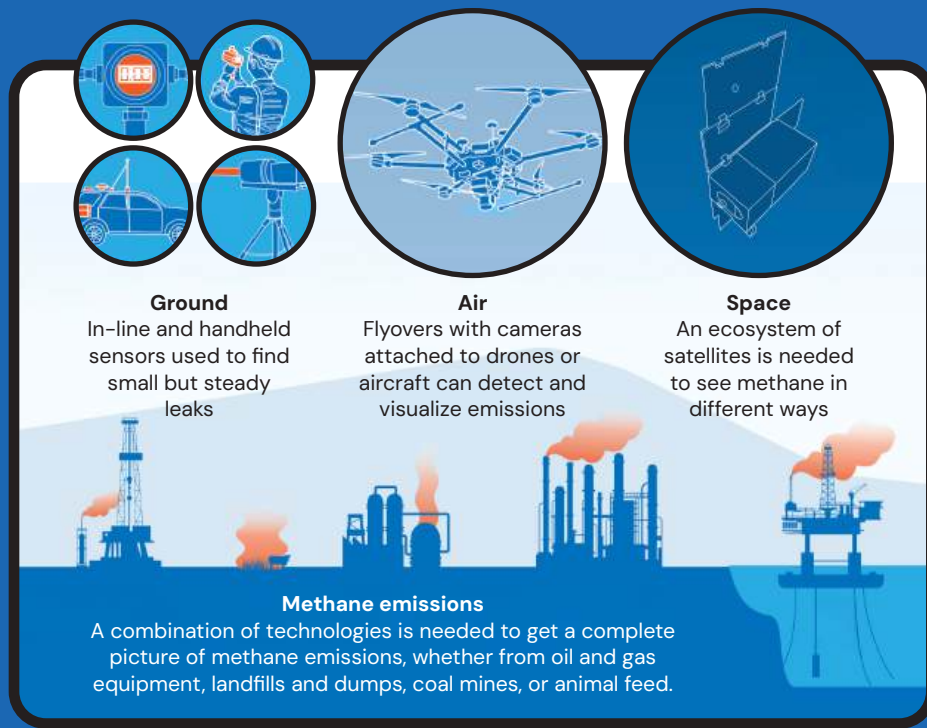 Ground
In-line and handheld
sensors used to find
small but steady
leaks
Air
Flyovers with cameras
attached to drones or
aircraft can detect and
visualize emissions
Space
An ecosystem of
satellites is needed
to see methane in
different ways
Methane emissions
A combination of technologies is needed to get a complete
picture of methane emissions, whether from oil and gas
equipment, landfills and dumps, coal mines, or animal feed.